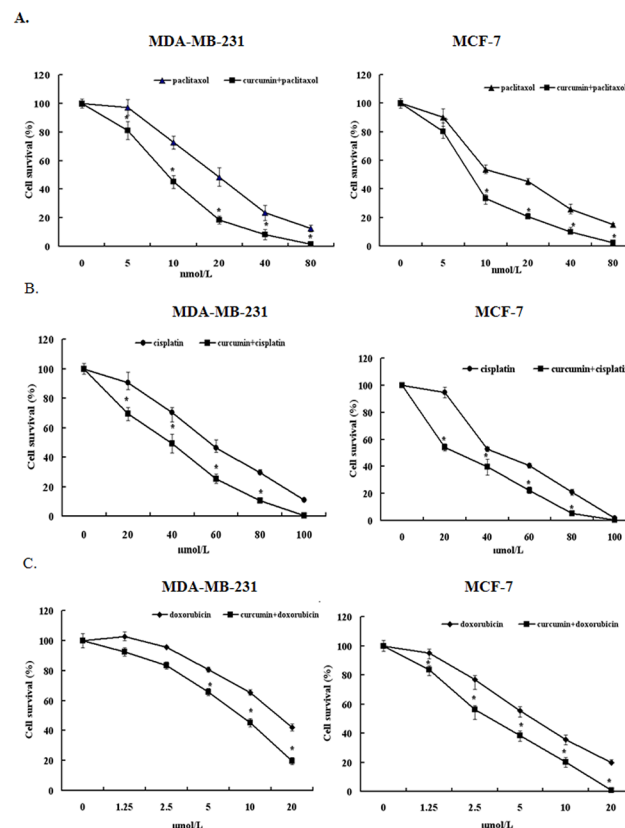 A.
MDA-MB-231 MCF-7
paclitaxol curcumin+paclitaxol
paclitaxol curcumin+paclitaxol
Cell survival (%)
120
100
80
60
40
20
0
0 5 10 20 40 80
nmol/L
Cell survival (%)
120
100
80
60
40
20
0
0 5 10 20 40 80
nmol/L
B.
MDA-MB-231 MCF-7
cisplatin curcumin+cisplatin
cisplatin curcumin+cisplatin
Cell survival (%)
120
100
80
60
40
20
0
0 20 40 60 80 100
μmol/L
Cell survival (%)
120
100
80
60
40
20
0
0 20 40 60 80 100
μmol/L
C.
MDA-MB-231 MCF-7
doxorubicin curcumin+doxorubicin
doxorubicin curcumin+doxorubicin
Cell survival (%)
120
100
80
60
40
20
0
0 1.25 2.5 5 10 20
μmol/L
Cell survival (%)
120
100
80
60
40
20
0
0 1.25 2.5 5 10 20
μmol/L